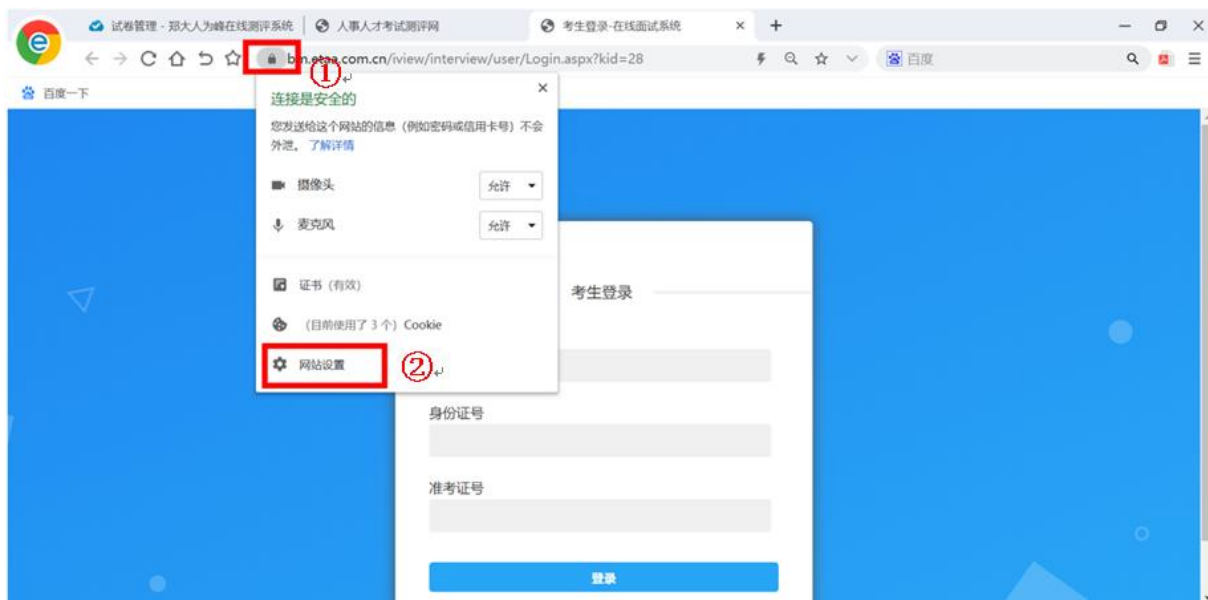 试卷管理 - 郑大人为峰在线测评系统
人事人才考试测评网
考生登录-在线面试系统
bm.etaa.com.cn/iview/interview/user/Login.aspx?kid=28
百度
百度一下
①
连接是安全的
您发送给这个网站的信息（例如密码或信用卡号）不会
外泄。 了解详情
摄像头 允许
麦克风 允许
证书 (有效)
(目前使用了 3 个) Cookie
网站设置 ②
考生登录
身份证号
准考证号
登录